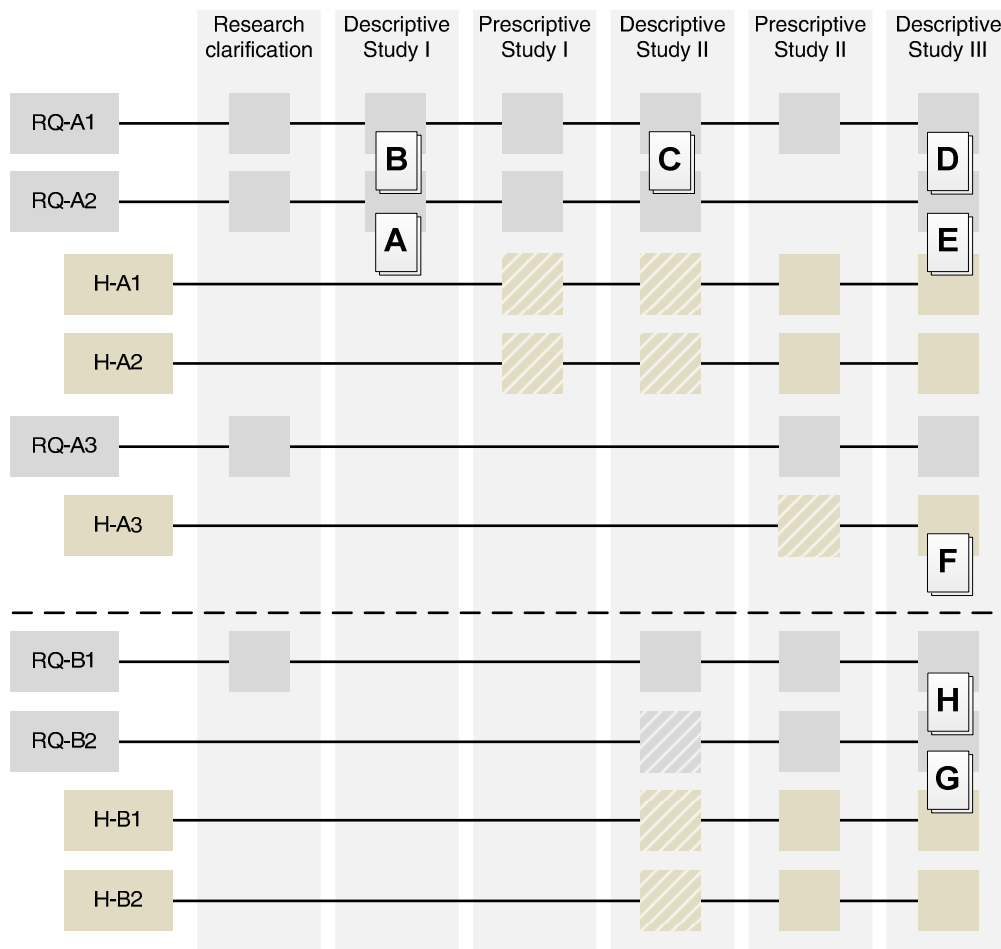 Research clarification
Descriptive Study I
Prescriptive Study I
Descriptive Study II
Prescriptive Study II
Descriptive Study III
RQ-A1
B
C
D
RQ-A2
A
E
H-A1
H-A2
RQ-A3
H-A3
F
RQ-B1
H
RQ-B2
G
H-B1
H-B2